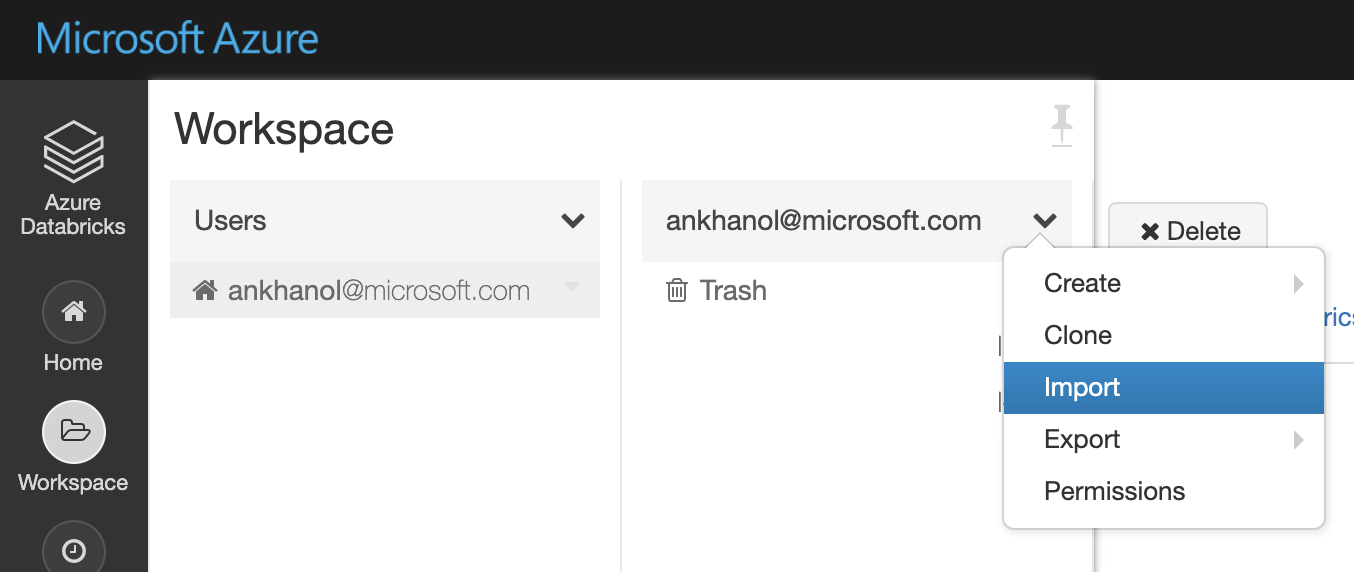 Microsoft Azure
Azure
Databricks
Home
Workspace
Workspace
Users
ankhanol@microsoft.com
ankhanol@microsoft.com
Trash
Delete
Create
Clone
Import
Export
Permissions